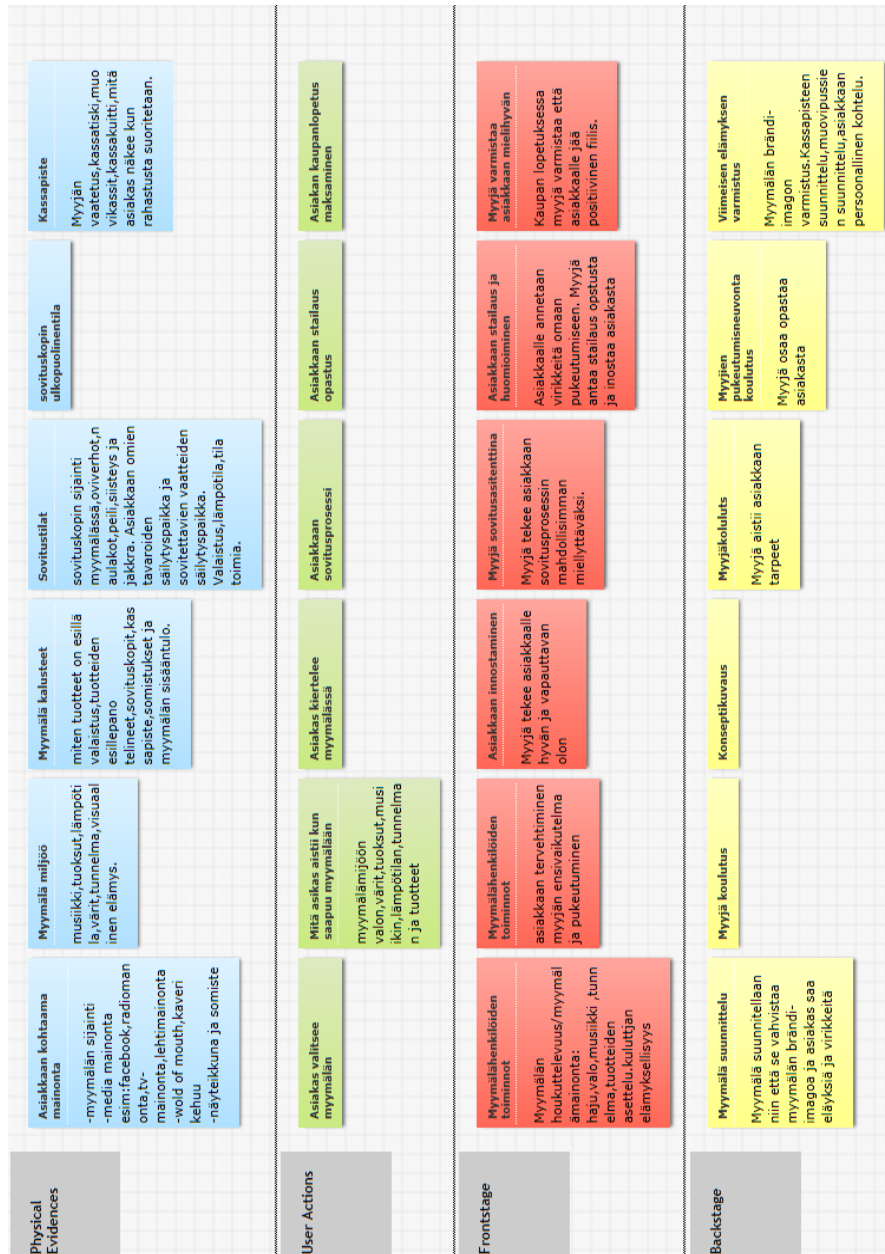 Physical
Evidences
Asiakkaan kohtaama
mainonta
-myymälän sijainti
-media mainonta
esim:facebook,radioman
onta,tv-
mainonta,lehtimainonta
-wold of mouth,kaveri
kehuu
-näyteikkuna ja somiste
Myymälä miljöö
musiikki,tuoksut,lämpöti
la,värit,tunnelma,visuaal
inen elämys.
Myymälä kalusteet
miten tuotteet on esillä
valaistus,tuotteiden
esillepano
telineet,sovituskopit,kas
sapiste,somistukset ja
myymälän sisääntulo.
Sovitustilat
sovituskopin sijainti
myymälässä,oviverhot,n
aulakot,peili,siisteys ja
jakkra. Asiakkaan omien
tavaroiden
säilytyspaikka ja
sovitettavien vaatteiden
säilytyspaikka.
Valaistus,lämpötila,tila
toimia.
sovituskopin
ulkopuolinentila
Kassapiste
Myyjän
vaatetus,kassatiski,muo
vikassit,kassakuitti,mitä
asiakas näkee kun
rahastusta suoritetaan.
User Actions
Asiakas valitsee
myymälän
Mitä asikas aistii kun
saapuu myymälään
myymälämijöön
valon,värit,tuoksut,musi
ikin,lämpötilan,tunnelma
n ja tuotteet
Asiakas kiertelee
myymälässä
Asiakkaan
sovitusprosessi
Asiakkaan stailaus
opastus
Asiakan kaupanlopetus
maksaminen
Frontstage
Myymälähenkilöiden
toiminnot
Myymälän
houkuttelevuus/myymäl
ämainonta:
haju,valo,musiikki ,tunn
elma,tuotteiden
asettelu.kuluttjan
elämyksellisyys
Myymälähenkilöiden
toiminnot
asiakkaan tervehtiminen
myyjän ensivaikutelma
ja pukeutuminen
Asiakkaan innostaminen
Myyjä tekee asiakkaalle
hyvän ja vapauttavan
olon
Myyjä sovitusasitenttina
Myyjä tekee asiakkaan
sovitusprosessin
mahdollisimman
miellyttäväksi.
Asiakkaan stailaus ja
huomioiminen
Asiakkaalle annetaan
virikkeitä omaan
pukeutumiseen. Myyjä
antaa stailaus opstusta
ja inostaa asiakasta
Myyjä varmistaa
asiakkaan mielihyvän
Kaupan lopetuksessa
myyjä varmistaa että
asiakkaalle jää
positiivinen fiilis.
Backstage
Myymälä suunnittelu
Myymälä suunnitellaan
niin että se vahvistaa
myymälän brändi-
imagoa ja asiakas saa
eläyksiä ja virikkeitä
Myyjä koulutus
Konseptikuvaus
Myyjäkoluluts
Myyjä aistii asiakkaan
tarpeet
Myyjien
pukeutumisneuvonta
koulutus
Myyjä osaa opastaa
asiakasta
Viimeisen elämyksen
varmistus
Myymälän brändi-
imagon
varmistus.Kassapisteen
suunnittelu,muovipussie
n suunnittelu,asiakkaan
persoonallinen kohtelu.